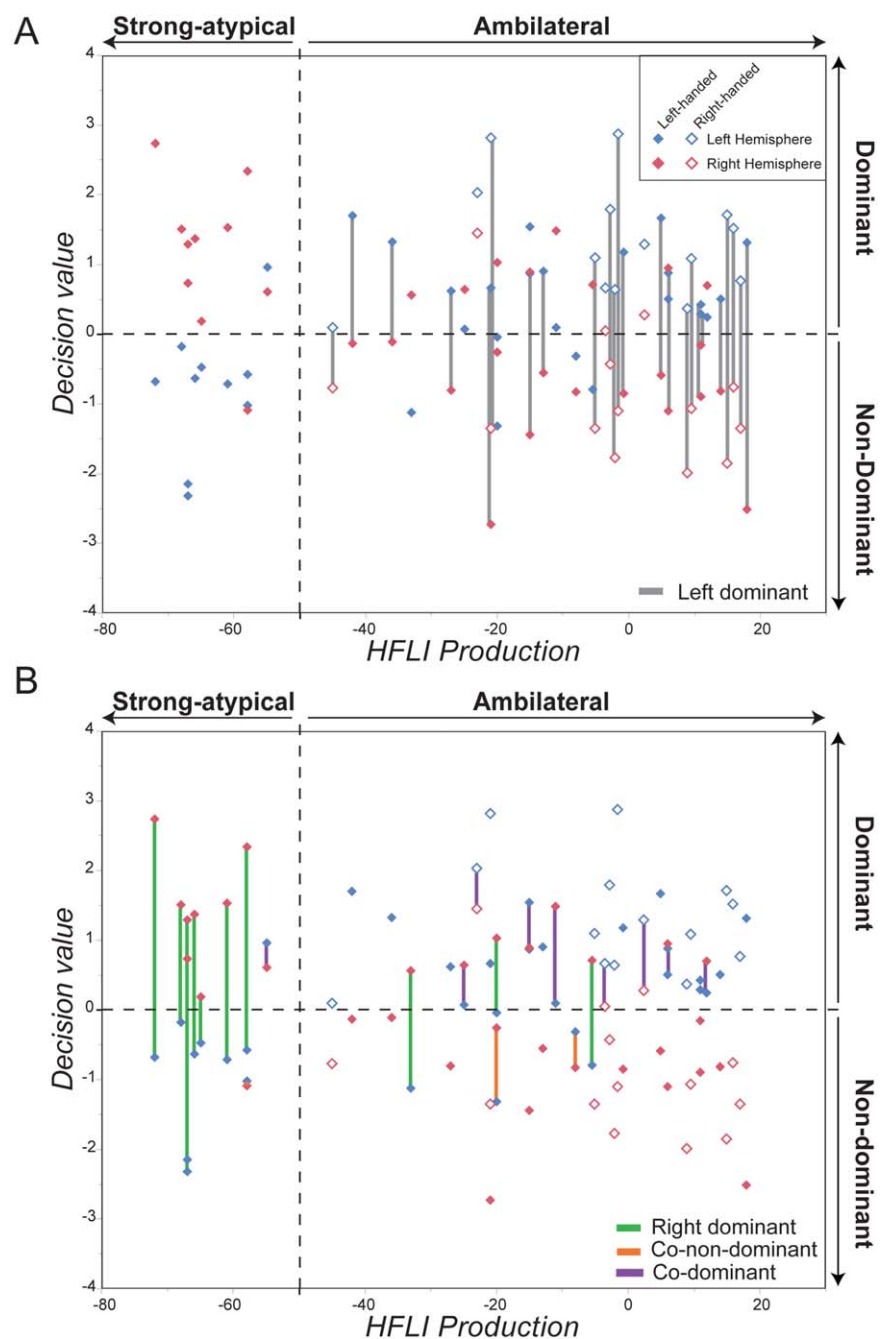 A
Strong-atypical
Ambilateral
4
3
2
1
0
-1
-2
-3
-4
Decision value
Left-handed
Right-handed
Left Hemisphere
Right Hemisphere
Dominant
Non-Dominant
Left dominant
-80
-60
-40
-20
0
20
HFLI Production
B
Strong-atypical
Ambilateral
4
3
2
1
0
-1
-2
-3
-4
Decision value
Dominant
Non-dominant
Right dominant
Co-non-dominant
Co-dominant
-80
-60
-40
-20
0
20
HFLI Production